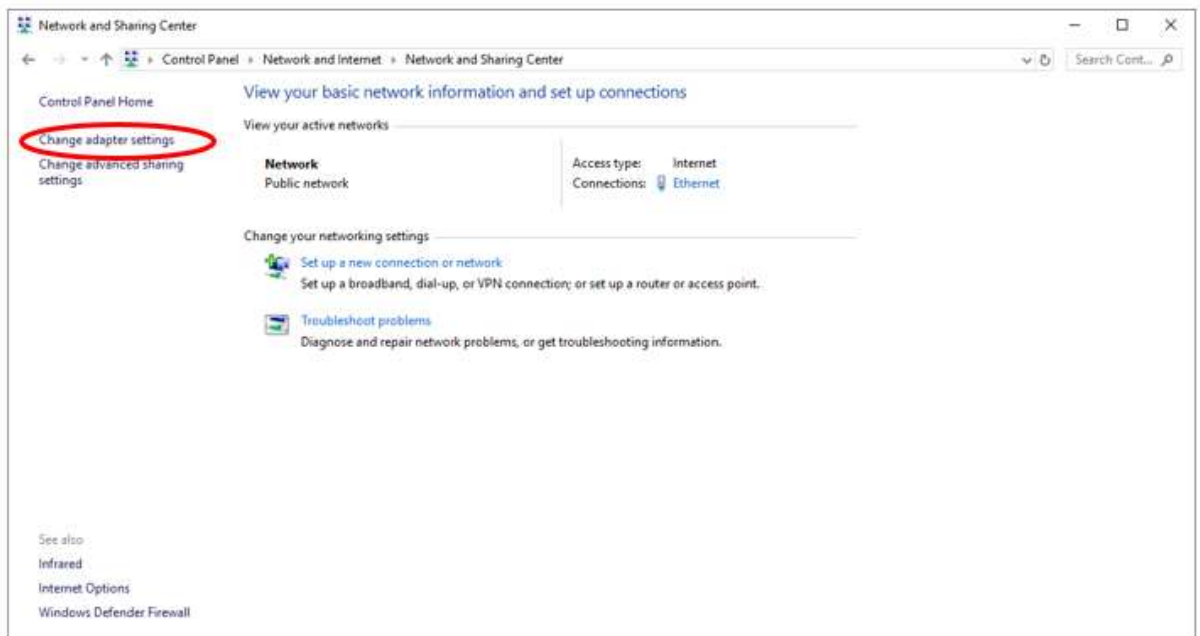 Network and Sharing Center
Control Panel Network and Internet Network and Sharing Center
Search Cont...
Control Panel Home
Change adapter settings
Change advanced sharing
settings
View your basic network information and set up connections
View your active networks
Network
Public network
Access type: Internet
Connections: Ethernet
Change your networking settings
Set up a new connection or network
Set up a broadband, dial-up, or VPN connection; or set up a router or access point.
Troubleshoot problems
Diagnose and repair network problems, or get troubleshooting information.
See also
Infrared
Internet Options
Windows Defender Firewall